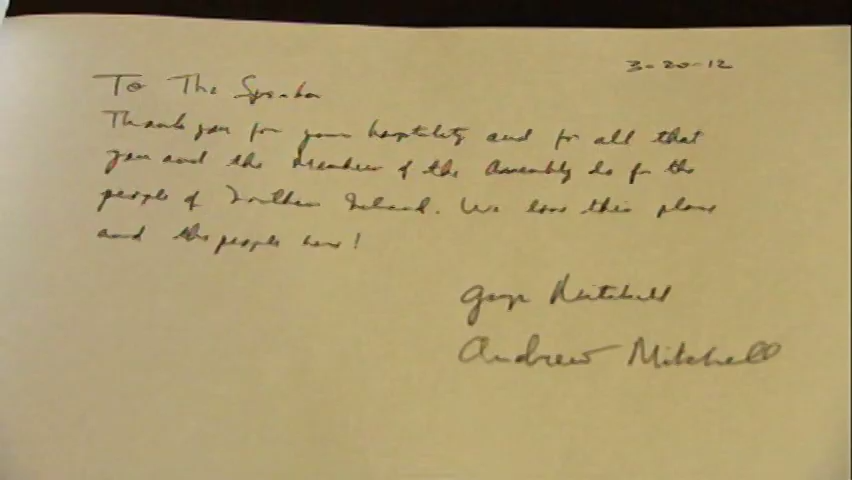 3-20-12
To The Speaker
Thank you for your hospitality and for all that
you and the Members of the Assembly do for the
people of Northern Ireland. We love this place
and the people here!
George Mitchell
Andrew Mitchell